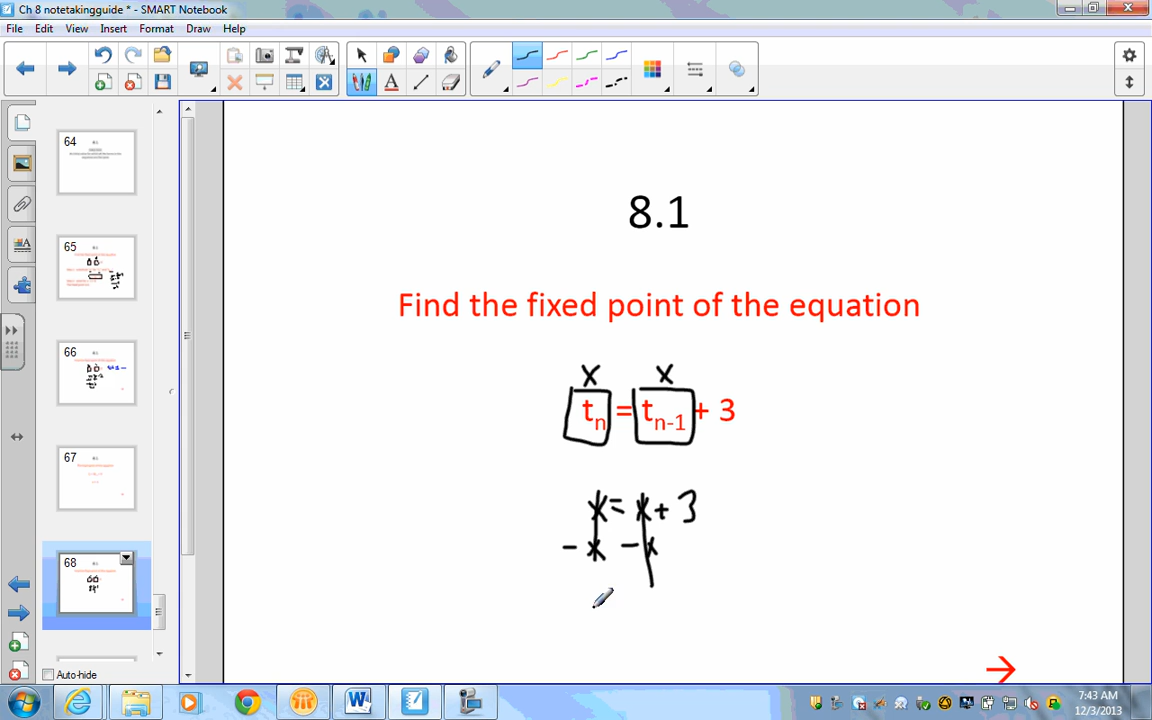 Ch 8 notetakingguide * - SMART Notebook
File Edit View Insert Format Draw Help
64
65
66
67
68
Auto-hide
8.1
Find the fixed point of the equation
x x
tn = tn-1 + 3
x = x + 3
- x - x
7:43 AM
12/3/2013